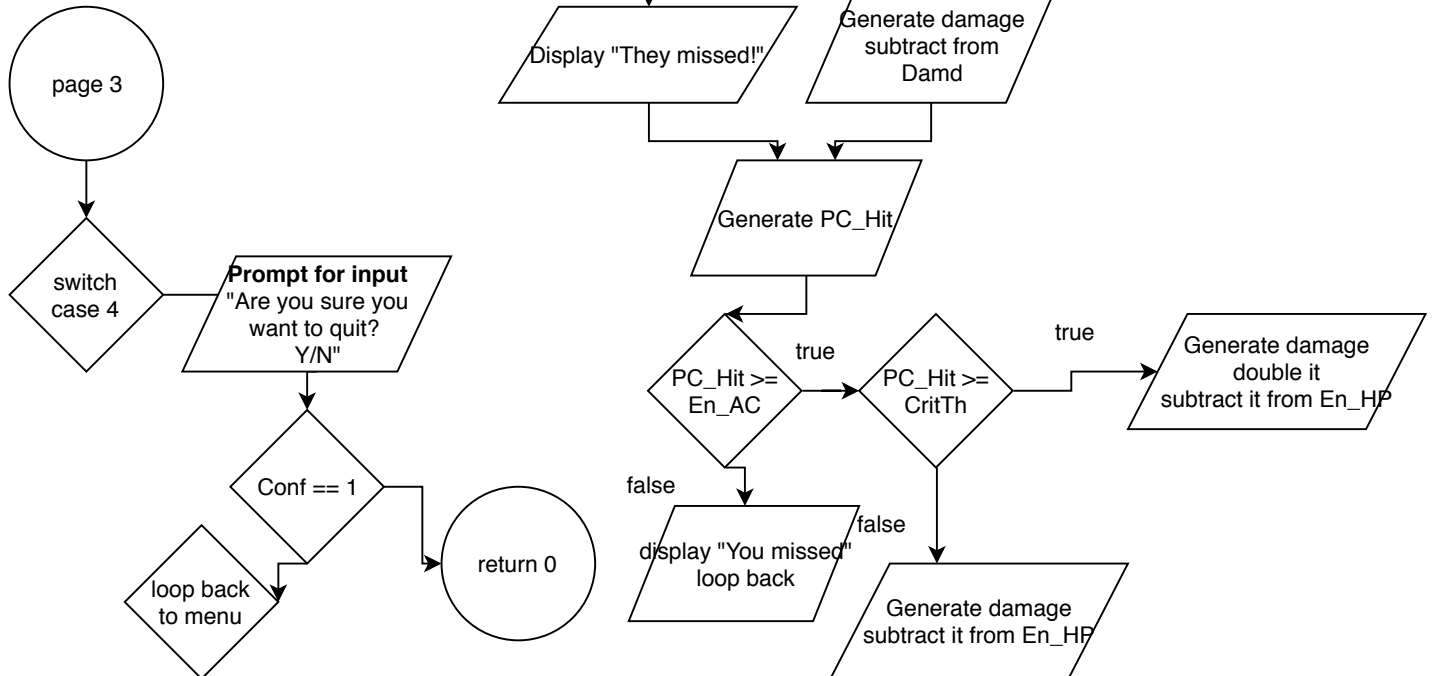 page 3
switch
case 4
Prompt for input
"Are you sure you
want to quit?
Y/N"
Conf == 1
loop back
to menu
return 0
Display "They missed!"
Generate damage
subtract from
Damd
Generate PC_Hit
PC_Hit >=
En_AC
true
PC_Hit >=
CritTh
true
Generate damage
double it
subtract it from En_HP
false
display "You missed"
loop back
false
Generate damage
subtract it from En_HP